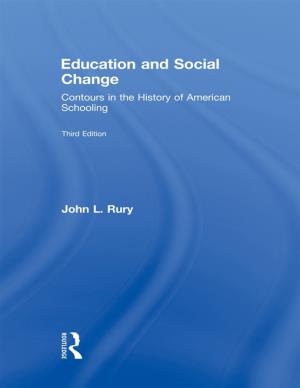 Education and Social
Change
Contours in the History of American
Schooling
Third Edition
John L. Rury
ROUTLEDGE